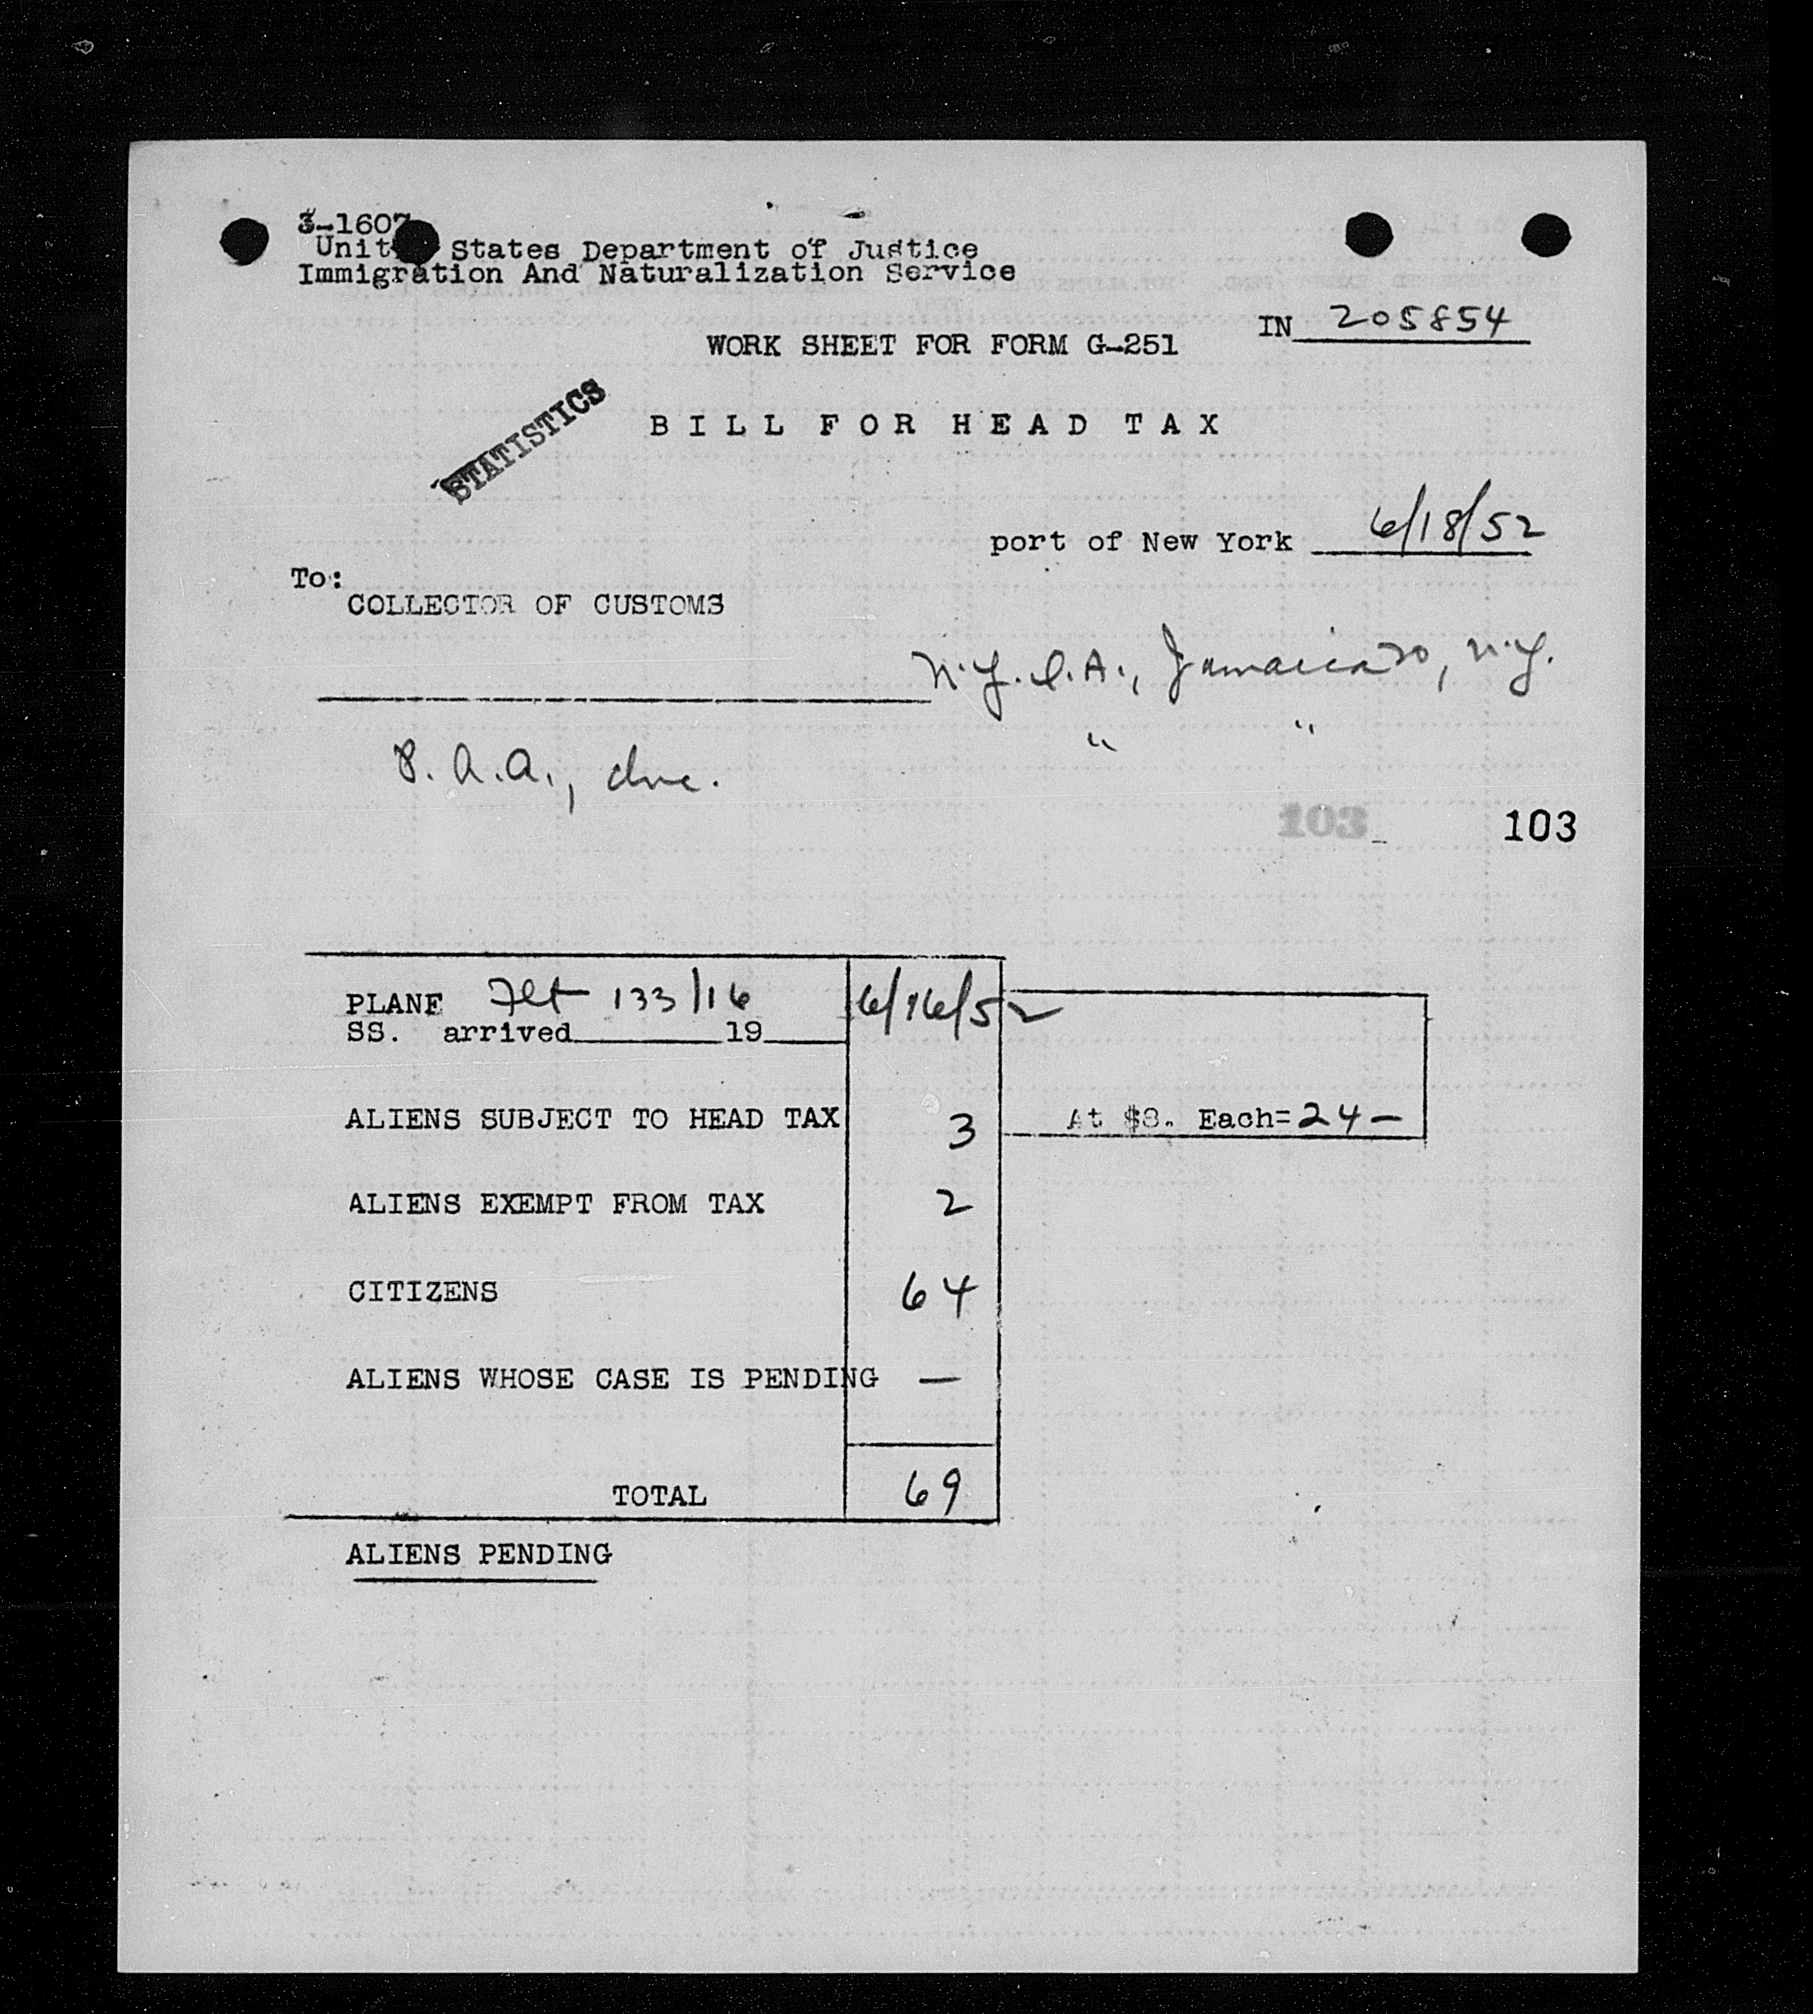 3-1607
United States Department of Justice
Immigration And Naturalization Service
IN 205854
WORK SHEET FOR FORM G-251
STATISTICS
BILL FOR HEAD TAX
port of New York 6/18/52
To:
COLLECTOR OF CUSTOMS
N.Y.I.A., Jamaica 30, N.Y.
" "
P.A.A., Inc.
103 103
PLANE Flt 133/16 6/16/52
SS. arrived 19
ALIENS SUBJECT TO HEAD TAX 3 At $8. Each=24-
ALIENS EXEMPT FROM TAX 2
CITIZENS 64
ALIENS WHOSE CASE IS PENDING —
TOTAL 69
ALIENS PENDING